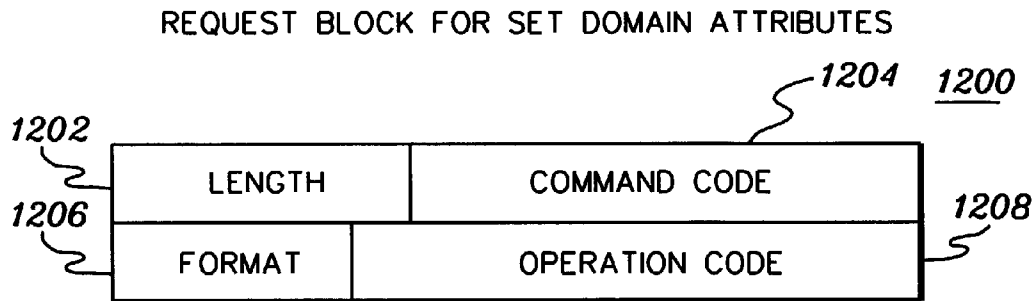 REQUEST BLOCK FOR SET DOMAIN ATTRIBUTES
1204 1200
1202
LENGTH COMMAND CODE
1206 1208
FORMAT OPERATION CODE